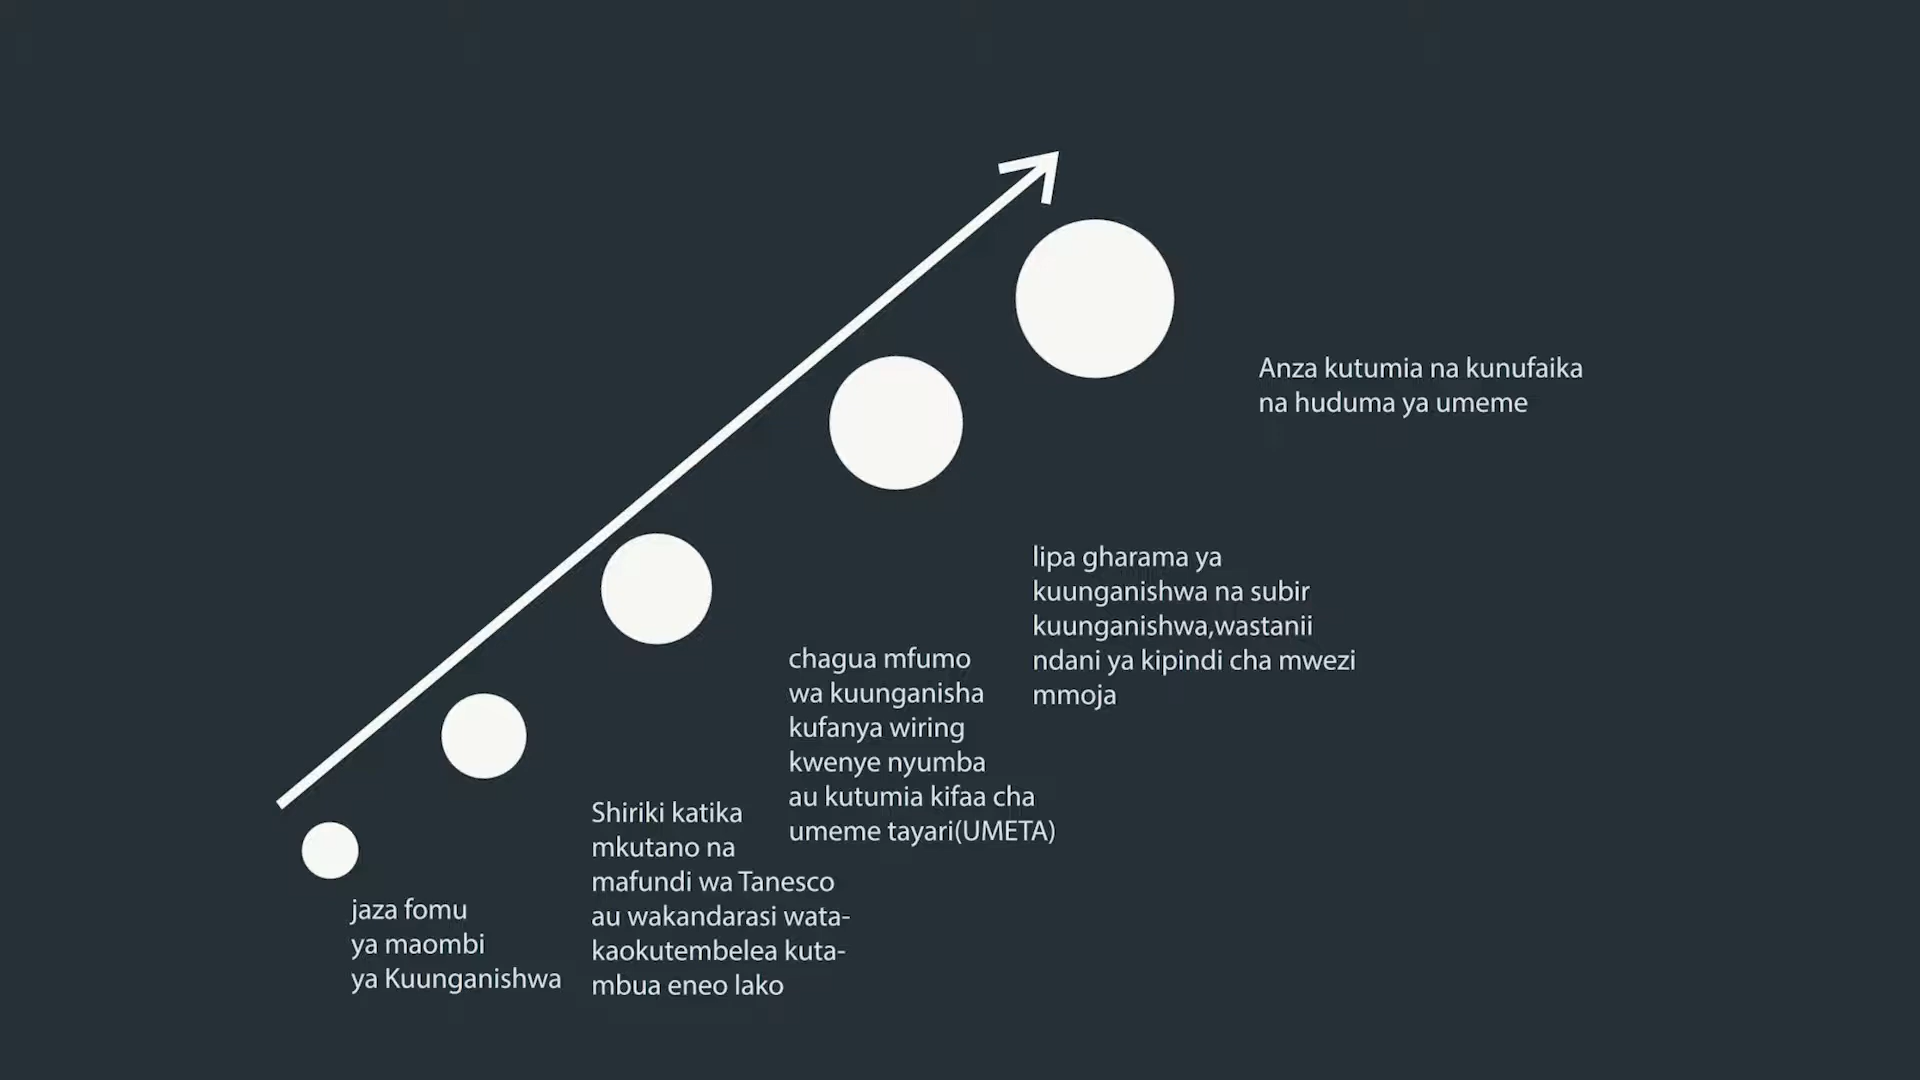 jaza fomu
ya maombi
ya Kuunganishwa
Shiriki katika
mkutano na
mafundi wa Tanesco
au wakandarasi wata-
kaokutembelea kuta-
mbua eneo lako
chagua mfumo
wa kuunganisha
kufanya wiring
kwenye nyumba
au kutumia kifaa cha
umeme tayari(UMETA)
lipa gharama ya
kuunganishwa na subir
kuunganishwa,wastanii
ndani ya kipindi cha mwezi
mmoja
Anza kutumia na kunufaika
na huduma ya umeme